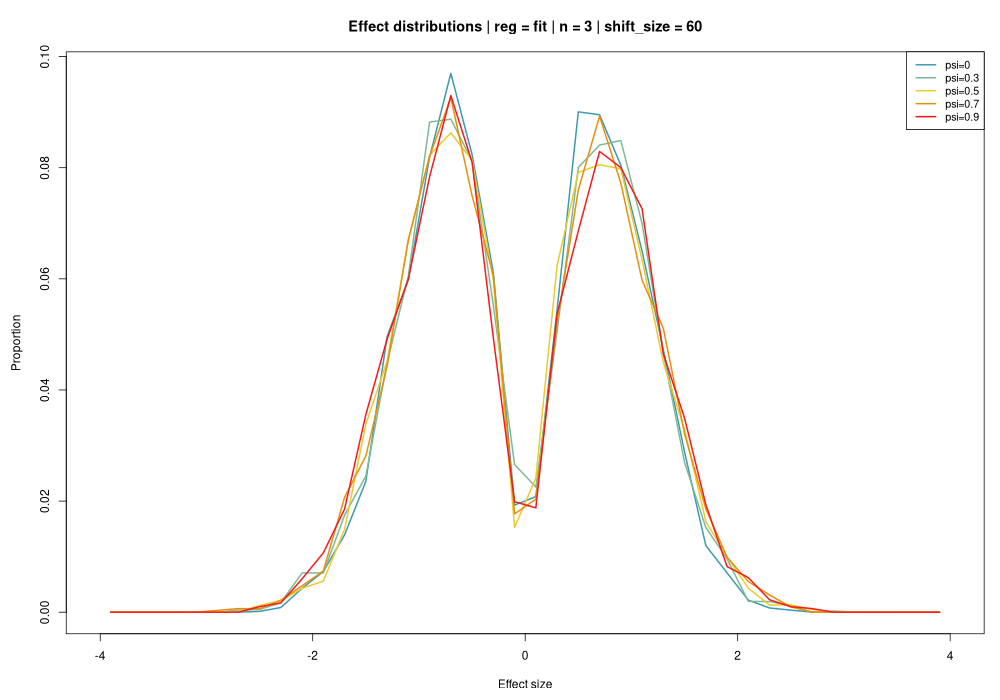 Effect distributions | reg = fit | n = 3 | shift_size = 60
psi=0
psi=0.3
psi=0.5
psi=0.7
psi=0.9
Proportion
0.10
0.08
0.06
0.04
0.02
0.00
-4 -2 0 2 4
Effect size